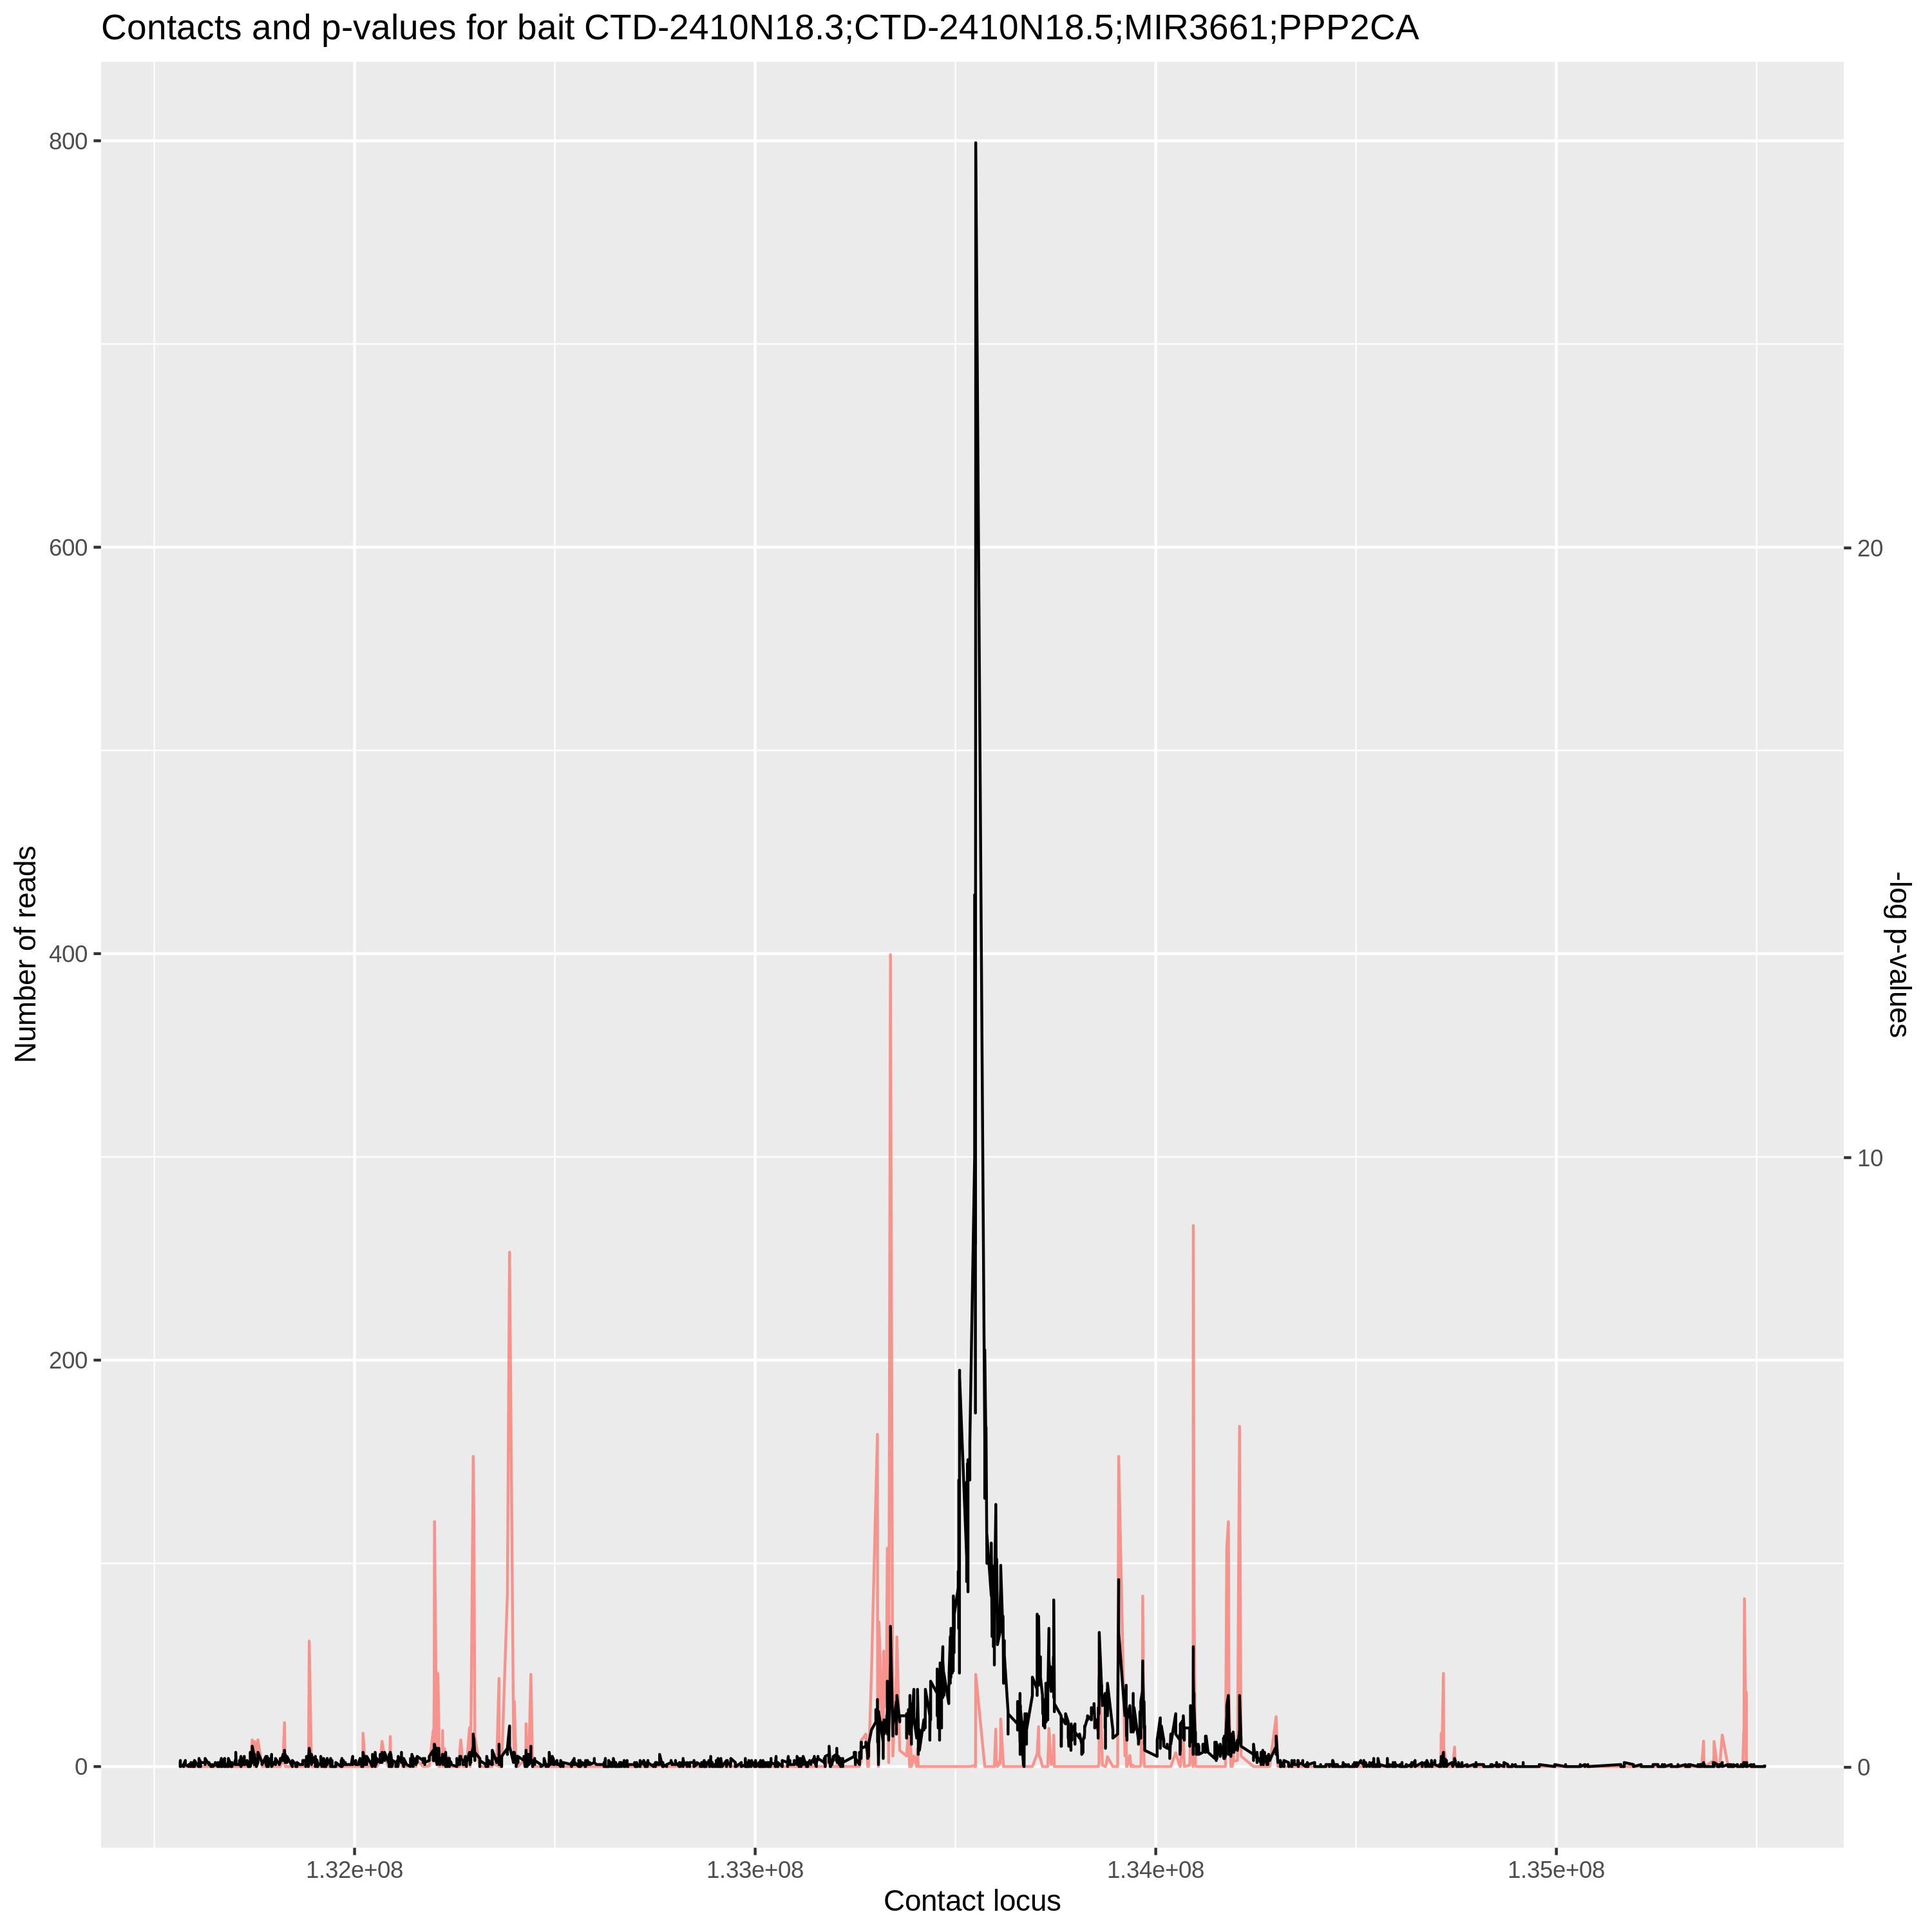 Contacts and p-values for bait CTD-2410N18.3;CTD-2410N18.5;MIR3661;PPP2CA
800
600
400
200
0
Number of reads
20
10
0
-log p-values
1.32e+08
1.33e+08
1.34e+08
1.35e+08
Contact locus